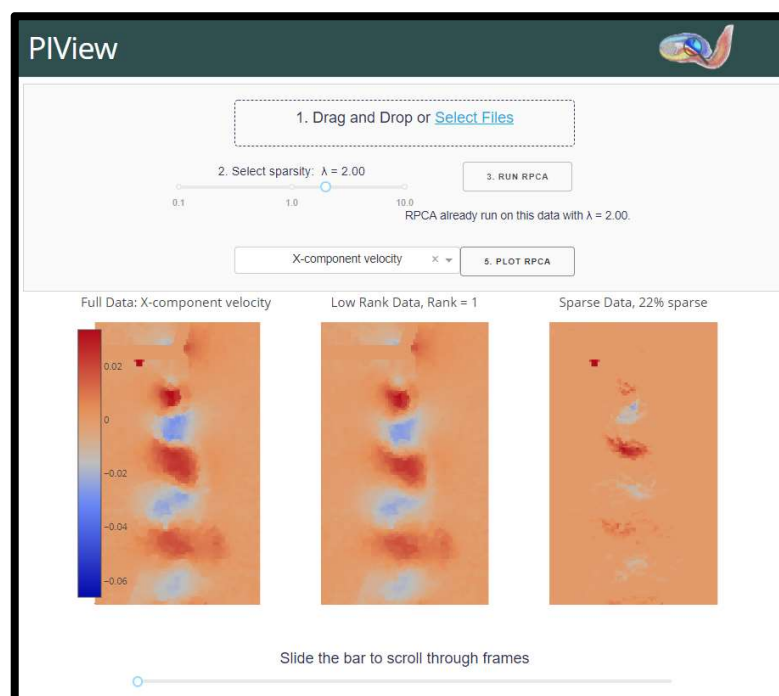 PIView
1. Drag and Drop or Select Files
2. Select sparsity: λ = 2.00
3. RUN RPCA
0.1 1.0 10.0
RPCA already run on this data with λ = 2.00.
X-component velocity × 5. PLOT RPCA
Full Data: X-component velocity Low Rank Data, Rank = 1 Sparse Data, 22% sparse
0.02
0
−0.02
−0.04
−0.06
Slide the bar to scroll through frames